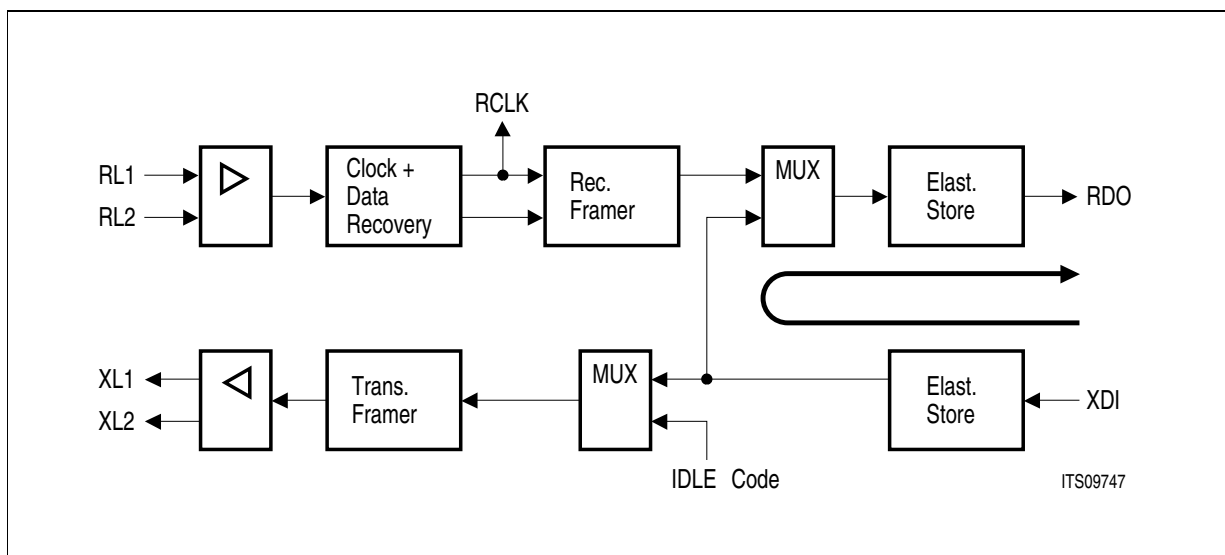 RCLK
RL1
RL2
Clock +
Data
Recovery
Rec.
Framer
MUX
Elast.
Store
RDO
XL1
XL2
Trans.
Framer
MUX
IDLE Code
Elast.
Store
XDI
ITS09747